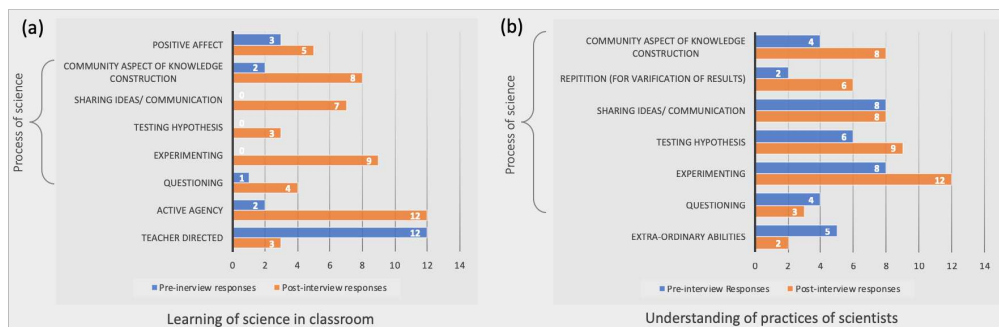 (a)
Process of science
POSITIVE AFFECT
3
5
COMMUNITY ASPECT OF KNOWLEDGE
CONSTRUCTION
2
8
SHARING IDEAS/ COMMUNICATION
0
7
TESTING HYPOTHESIS
0
3
EXPERIMENTING
0
9
QUESTIONING
1
4
ACTIVE AGENCY
2
12
TEACHER DIRECTED
12
3
0 2 4 6 8 10 12 14
Pre-inerview responses Post-interview responses
Learning of science in classroom
(b)
Process of science
COMMUNITY ASPECT OF KNOWLEDGE
CONSTRUCTION
4
8
REPITITION (FOR VARIFICATION OF RESULTS)
2
6
SHARING IDEAS/ COMMUNICATION
8
8
TESTING HYPOTHESIS
6
9
EXPERIMENTING
8
12
QUESTIONING
4
3
EXTRA-ORDINARY ABILITIES
5
2
0 2 4 6 8 10 12 14
Pre-interview Responses Post-interview responses
Understanding of practices of scientists